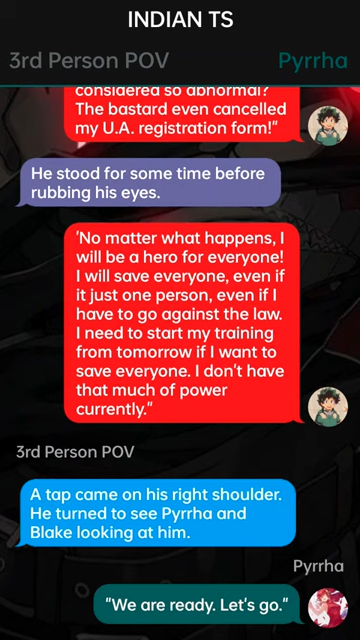 INDIAN TS
3rd Person POV
Pyrrha
considered so abnormal?
The bastard even cancelled
my U.A. registration form!"
He stood for some time before
rubbing his eyes.
'No matter what happens, I
will be a hero for everyone!
I will save everyone, even if
it just one person, even if I
have to go against the law.
I need to start my training
from tomorrow if I want to
save everyone. I don't have
that much of power
currently."
3rd Person POV
A tap came on his right shoulder.
He turned to see Pyrrha and
Blake looking at him.
Pyrrha
"We are ready. Let's go."